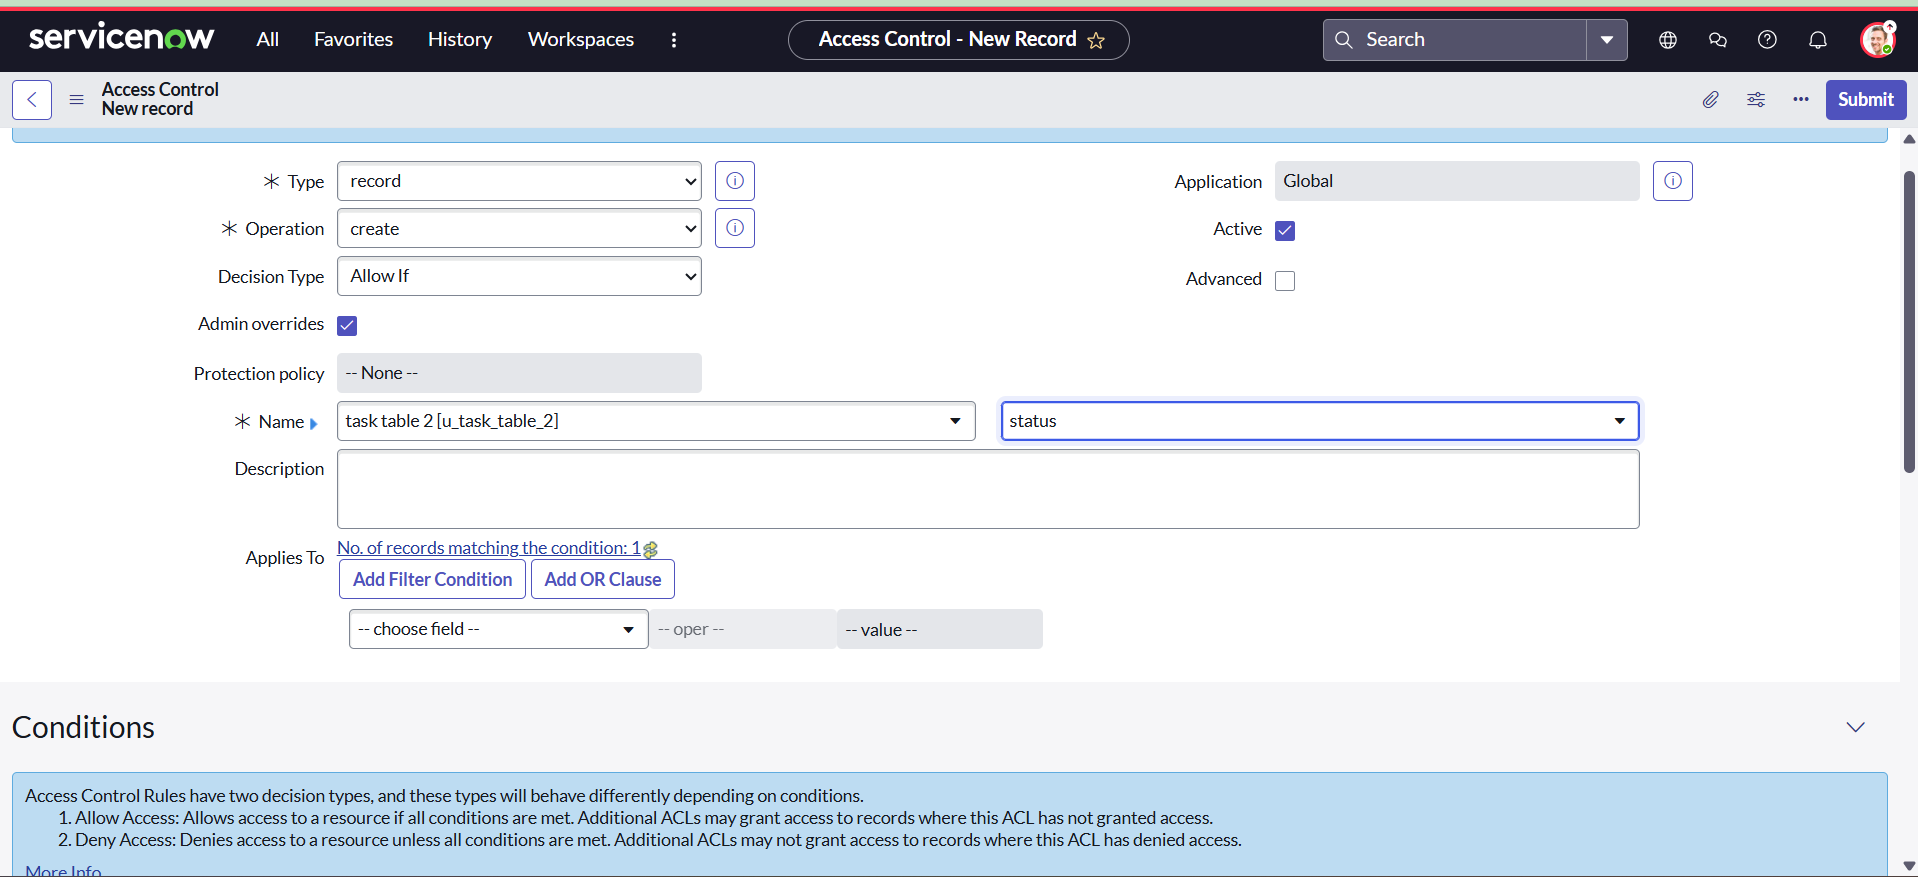 servicenow All Favorites History Workspaces Access Control - New Record Search
Access Control
New record
Submit
Type record Application Global
Operation create Active
Decision Type Allow If Advanced
Admin overrides
Protection policy -- None --
Name task table 2 [u_task_table_2] status
Description
Applies To No. of records matching the condition: 1
Add Filter Condition Add OR Clause
-- choose field -- -- oper -- -- value --
Conditions
Access Control Rules have two decision types, and these types will behave differently depending on conditions.
1. Allow Access: Allows access to a resource if all conditions are met. Additional ACLs may grant access to records where this ACL has not granted access.
2. Deny Access: Denies access to a resource unless all conditions are met. Additional ACLs may not grant access to records where this ACL has denied access.
More Info